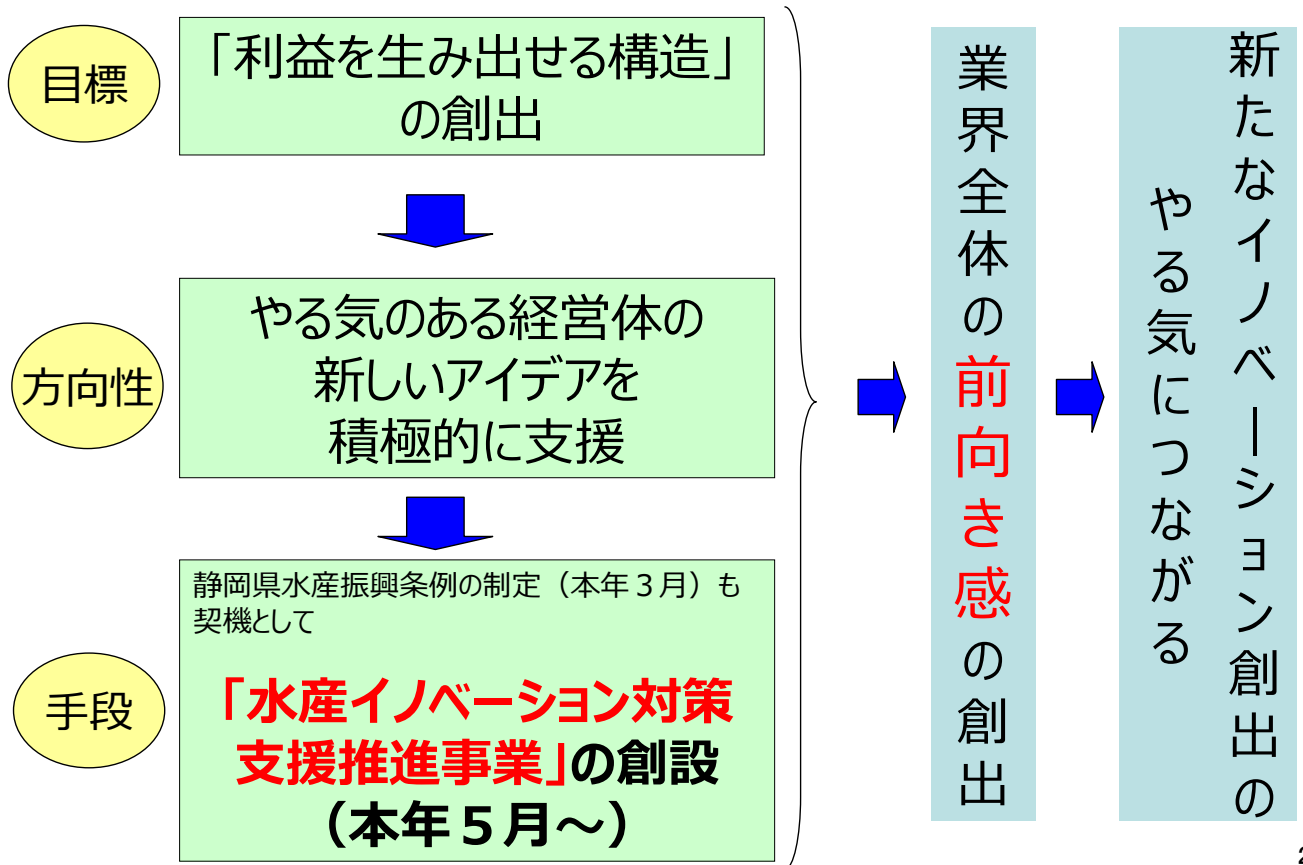 目標
「利益を生み出せる構造」
の創出
方向性
やる気のある経営体の
新しいアイデアを
積極的に支援
手段
静岡県水産振興条例の制定（本年３月）も
契機として
「水産イノベーション対策
支援推進事業」の創設
（本年５月～）
業界全体の前向き感の創出
新たなイノベーション創出の
やる気につながる